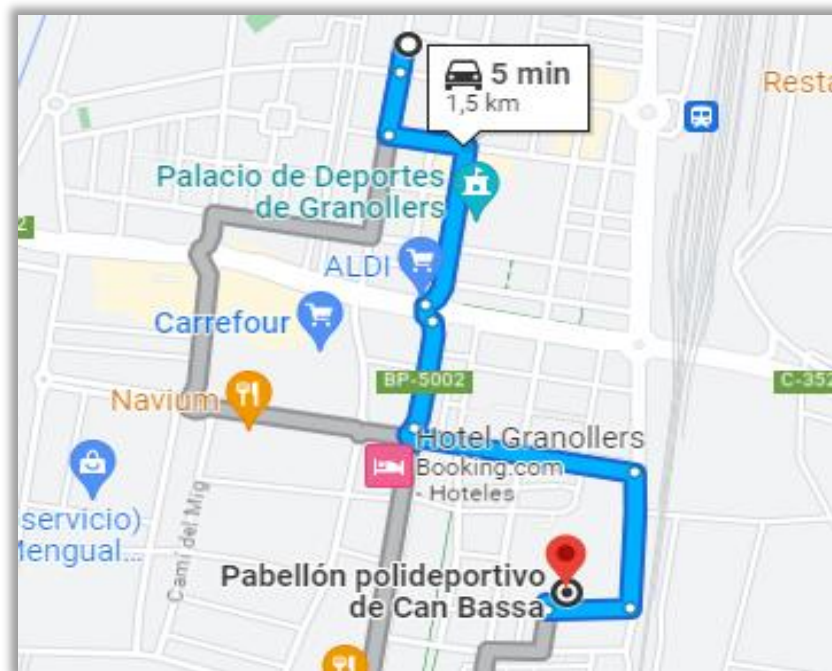 5 min
1,5 km
Resta
Palacio de Deportes
de Granollers
2
ALDI
Carrefour
BP-5002
C-352
Navium
Hotel Granollers
Booking.com
- Hoteles
servicio)
Mengual...
Camí del Mig
Pabellón polideportivo
de Can Bassa